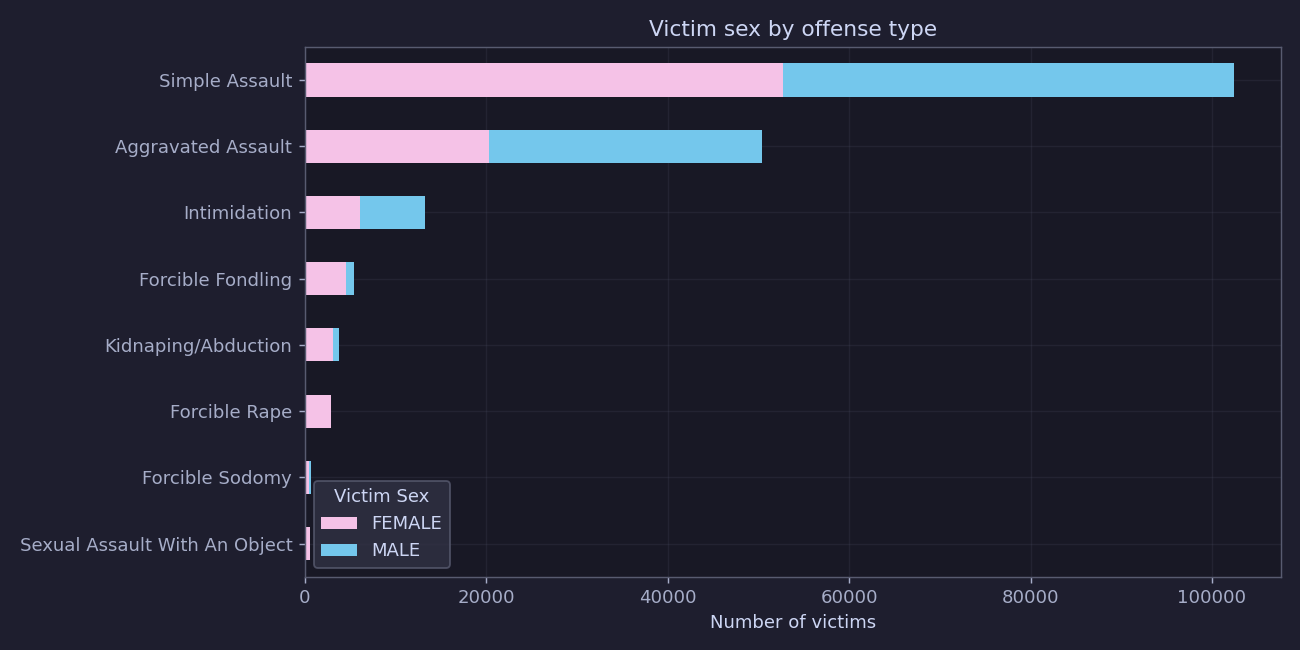 Victim sex by offense type
Simple Assault
Aggravated Assault
Intimidation
Forcible Fondling
Kidnaping/Abduction
Forcible Rape
Forcible Sodomy
Sexual Assault With An Object
Victim Sex
FEMALE
MALE
0 20000 40000 60000 80000 100000
Number of victims